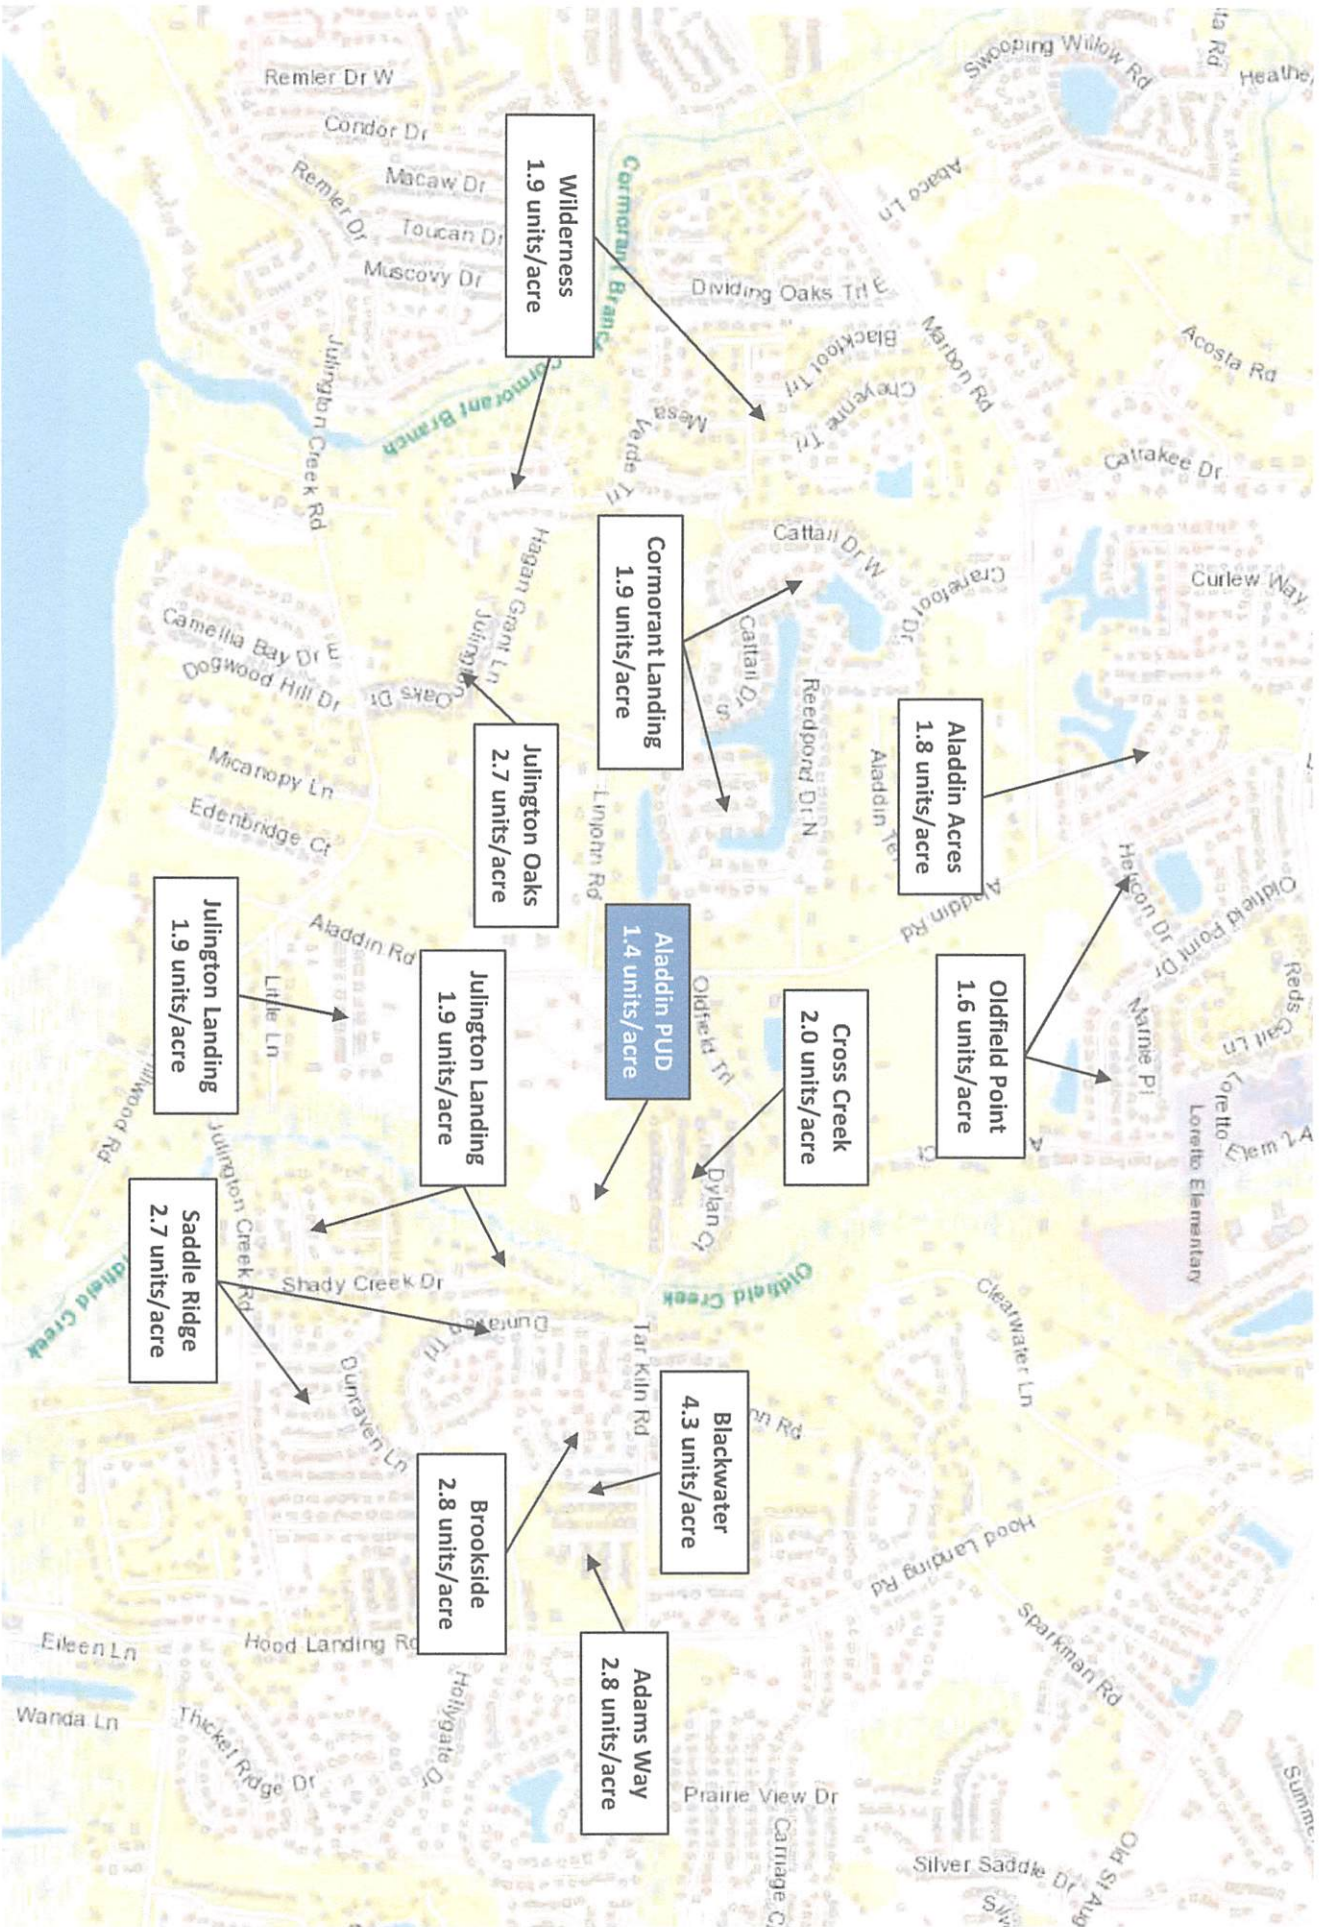 Remler Dr W
Condor Dr
Macaw Dr
Remler Dr
Toucan Dr
Muscovy Dr
Swooping Willow Rd
Abaco Ln
Cormorant Branch
Cormorant Branch
Wilderness
1.9 units/acre
Dividing Oaks Trl E
Blackfoot Trl
Cheyenne Trl
Marbon Rd
Acosta Rd
Catrakee Dr
Mesa Verde Trl
Julington Creek Rd
Hagan Grant Ln
Cormorant Landing
1.9 units/acre
Cattail Dr W
Cattail Dr S
Cranefoot Dr
Curlew Way
Reedpond Dr N
Camellia Bay Dr E
Dogwood Hill Dr
Oaks Dr
Micanopy Ln
Edenbridge Ct
Julington Oaks
2.7 units/acre
Linjohn Rd
Aladdin Acres
1.8 units/acre
Aladdin
Aladdin Rd
Helicon Dr
Oldfield Point Dr
Reds Gait Ln
Marnie Pl
Loretto
Loretto Elementary
Oldfield Point
1.6 units/acre
Cross Creek
2.0 units/acre
Oldfield Trl
Dylan Ct
Aladdin PUD
1.4 units/acre
Aladdin Rd
Julington Landing
1.9 units/acre
Little Ln
Julington Landing
1.9 units/acre
Julington Creek Rd
Shady Creek Dr
Saddle Ridge
2.7 units/acre
Oldfield Creek
Creek
Clearwater Ln
Tar Kiln Rd
Dunraven Ln
Blackwater
4.3 units/acre
Brookside
2.8 units/acre
Adams Way
2.8 units/acre
Hood Landing Rd
Sparkman Rd
Hood Landing Rd
Eileen Ln
Wanda Ln
Thicket Ridge Dr
Hollygate Dr
Prairie View Dr
Carriage
Silver Saddle Dr
Old St Aug